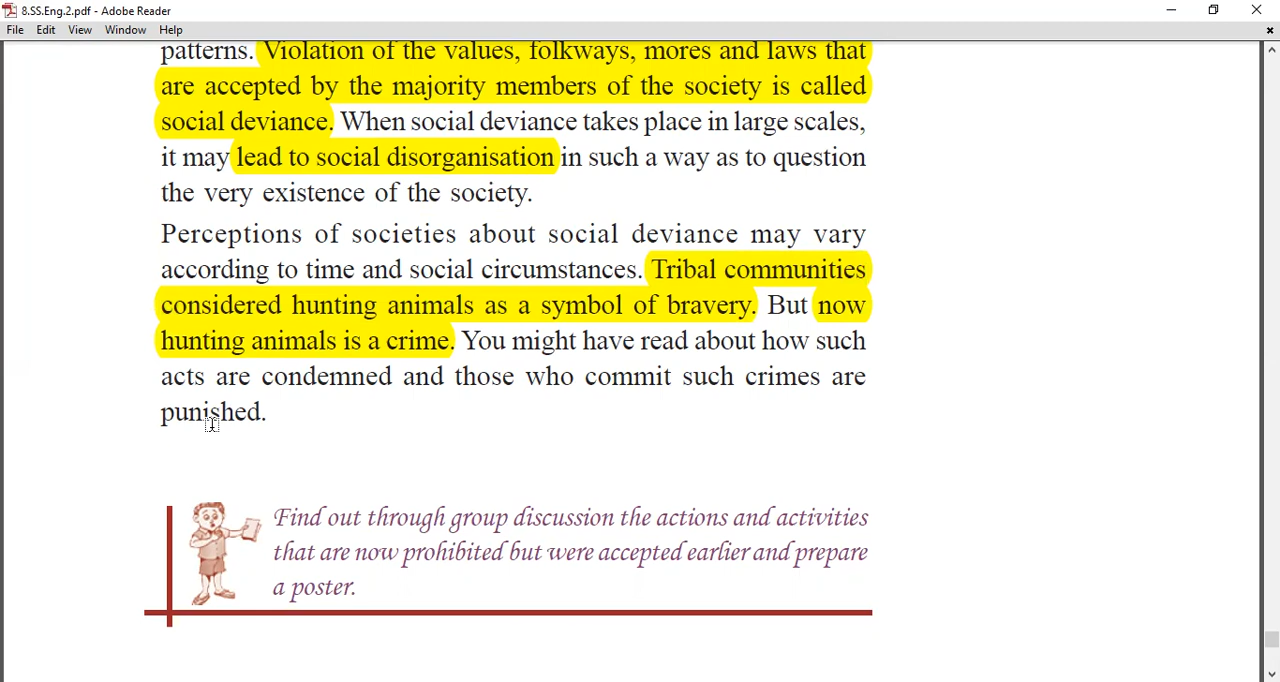 8.SS.Eng.2.pdf - Adobe Reader
File Edit View Window Help
patterns. Violation of the values, folkways, mores and laws that
are accepted by the majority members of the society is called
social deviance. When social deviance takes place in large scales,
it may lead to social disorganisation in such a way as to question
the very existence of the society.
Perceptions of societies about social deviance may vary
according to time and social circumstances. Tribal communities
considered hunting animals as a symbol of bravery. But now
hunting animals is a crime. You might have read about how such
acts are condemned and those who commit such crimes are
punished.
Find out through group discussion the actions and activities
that are now prohibited but were accepted earlier and prepare
a poster.